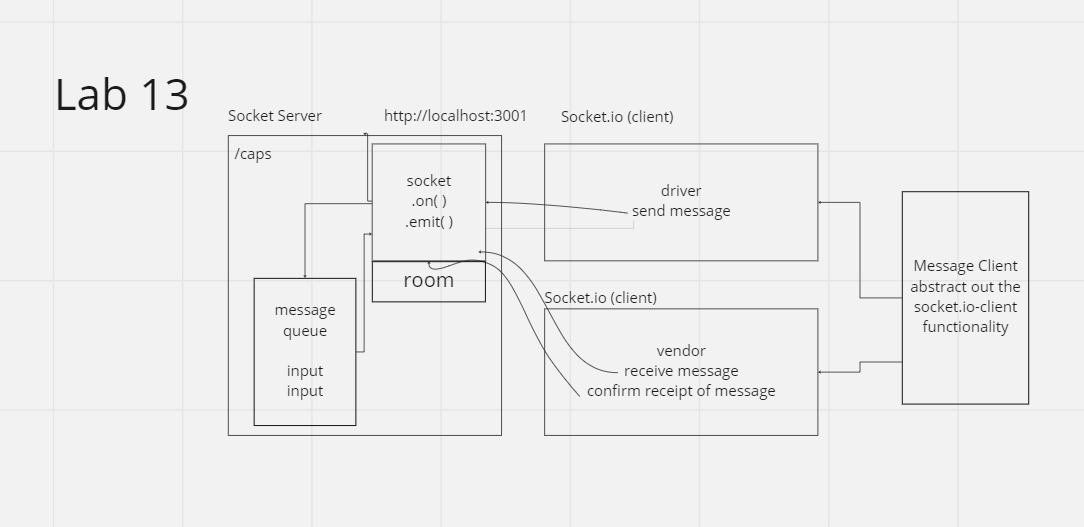 Lab 13
Socket Server
http://localhost:3001
Socket.io (client)
/caps
socket
.on( )
.emit( )
room
message
queue
input
input
driver
send message
Socket.io (client)
vendor
receive message
confirm receipt of message
Message Client
abstract out the
socket.io-client
functionality